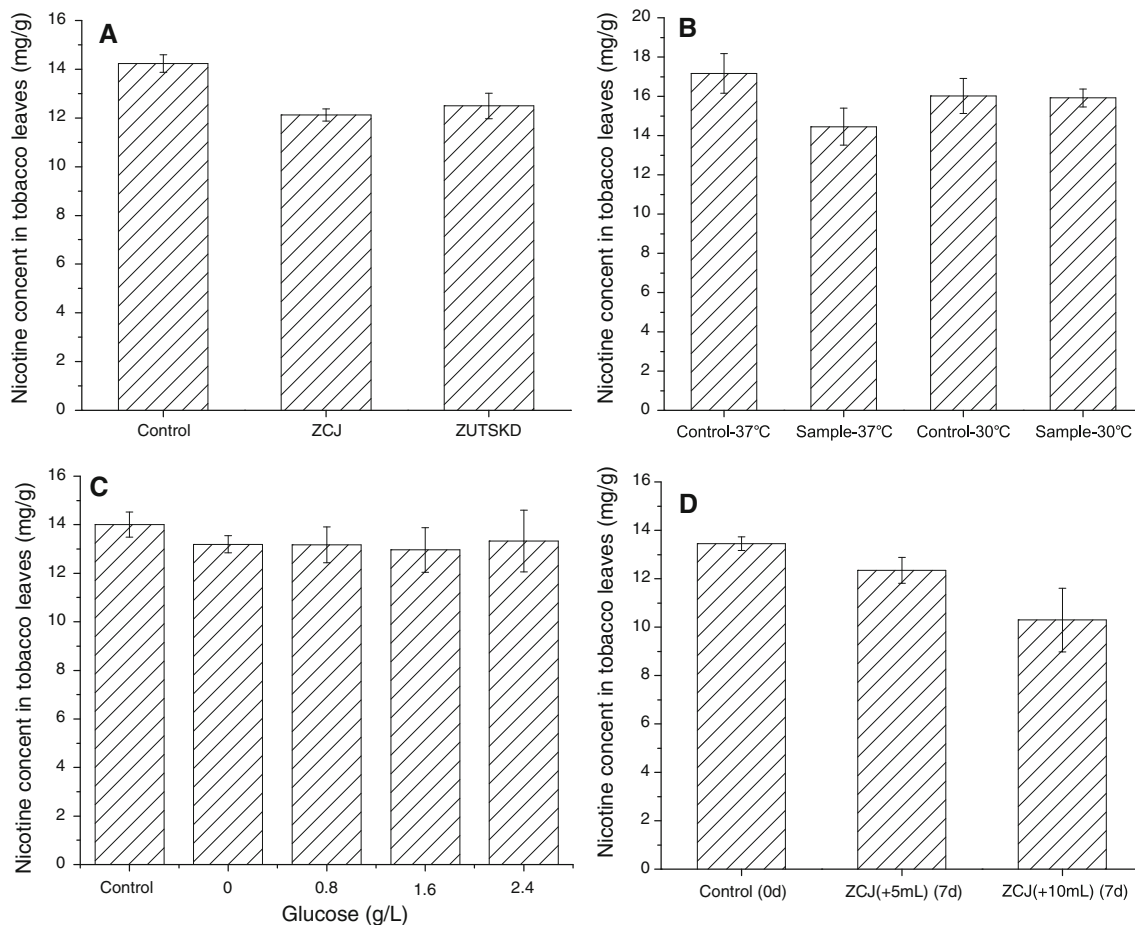 A
Nicotine concent in tobacco leaves (mg/g)
16
14
12
10
8
6
4
2
0
Control ZCJ ZUTSKD
B
Nicotine concent in tobacco leaves (mg/g)
20
18
16
14
12
10
8
6
4
2
0
Control-37℃ Sample-37℃ Control-30℃ Sample-30℃
C
Nicotine concent in tobacco leaves (mg/g)
16
14
12
10
8
6
4
2
0
Control 0 0.8 1.6 2.4
Glucose (g/L)
D
Nicotine concent in tobacco leaves (mg/g)
16
14
12
10
8
6
4
2
0
Control (0d) ZCJ(+5mL) (7d) ZCJ(+10mL) (7d)